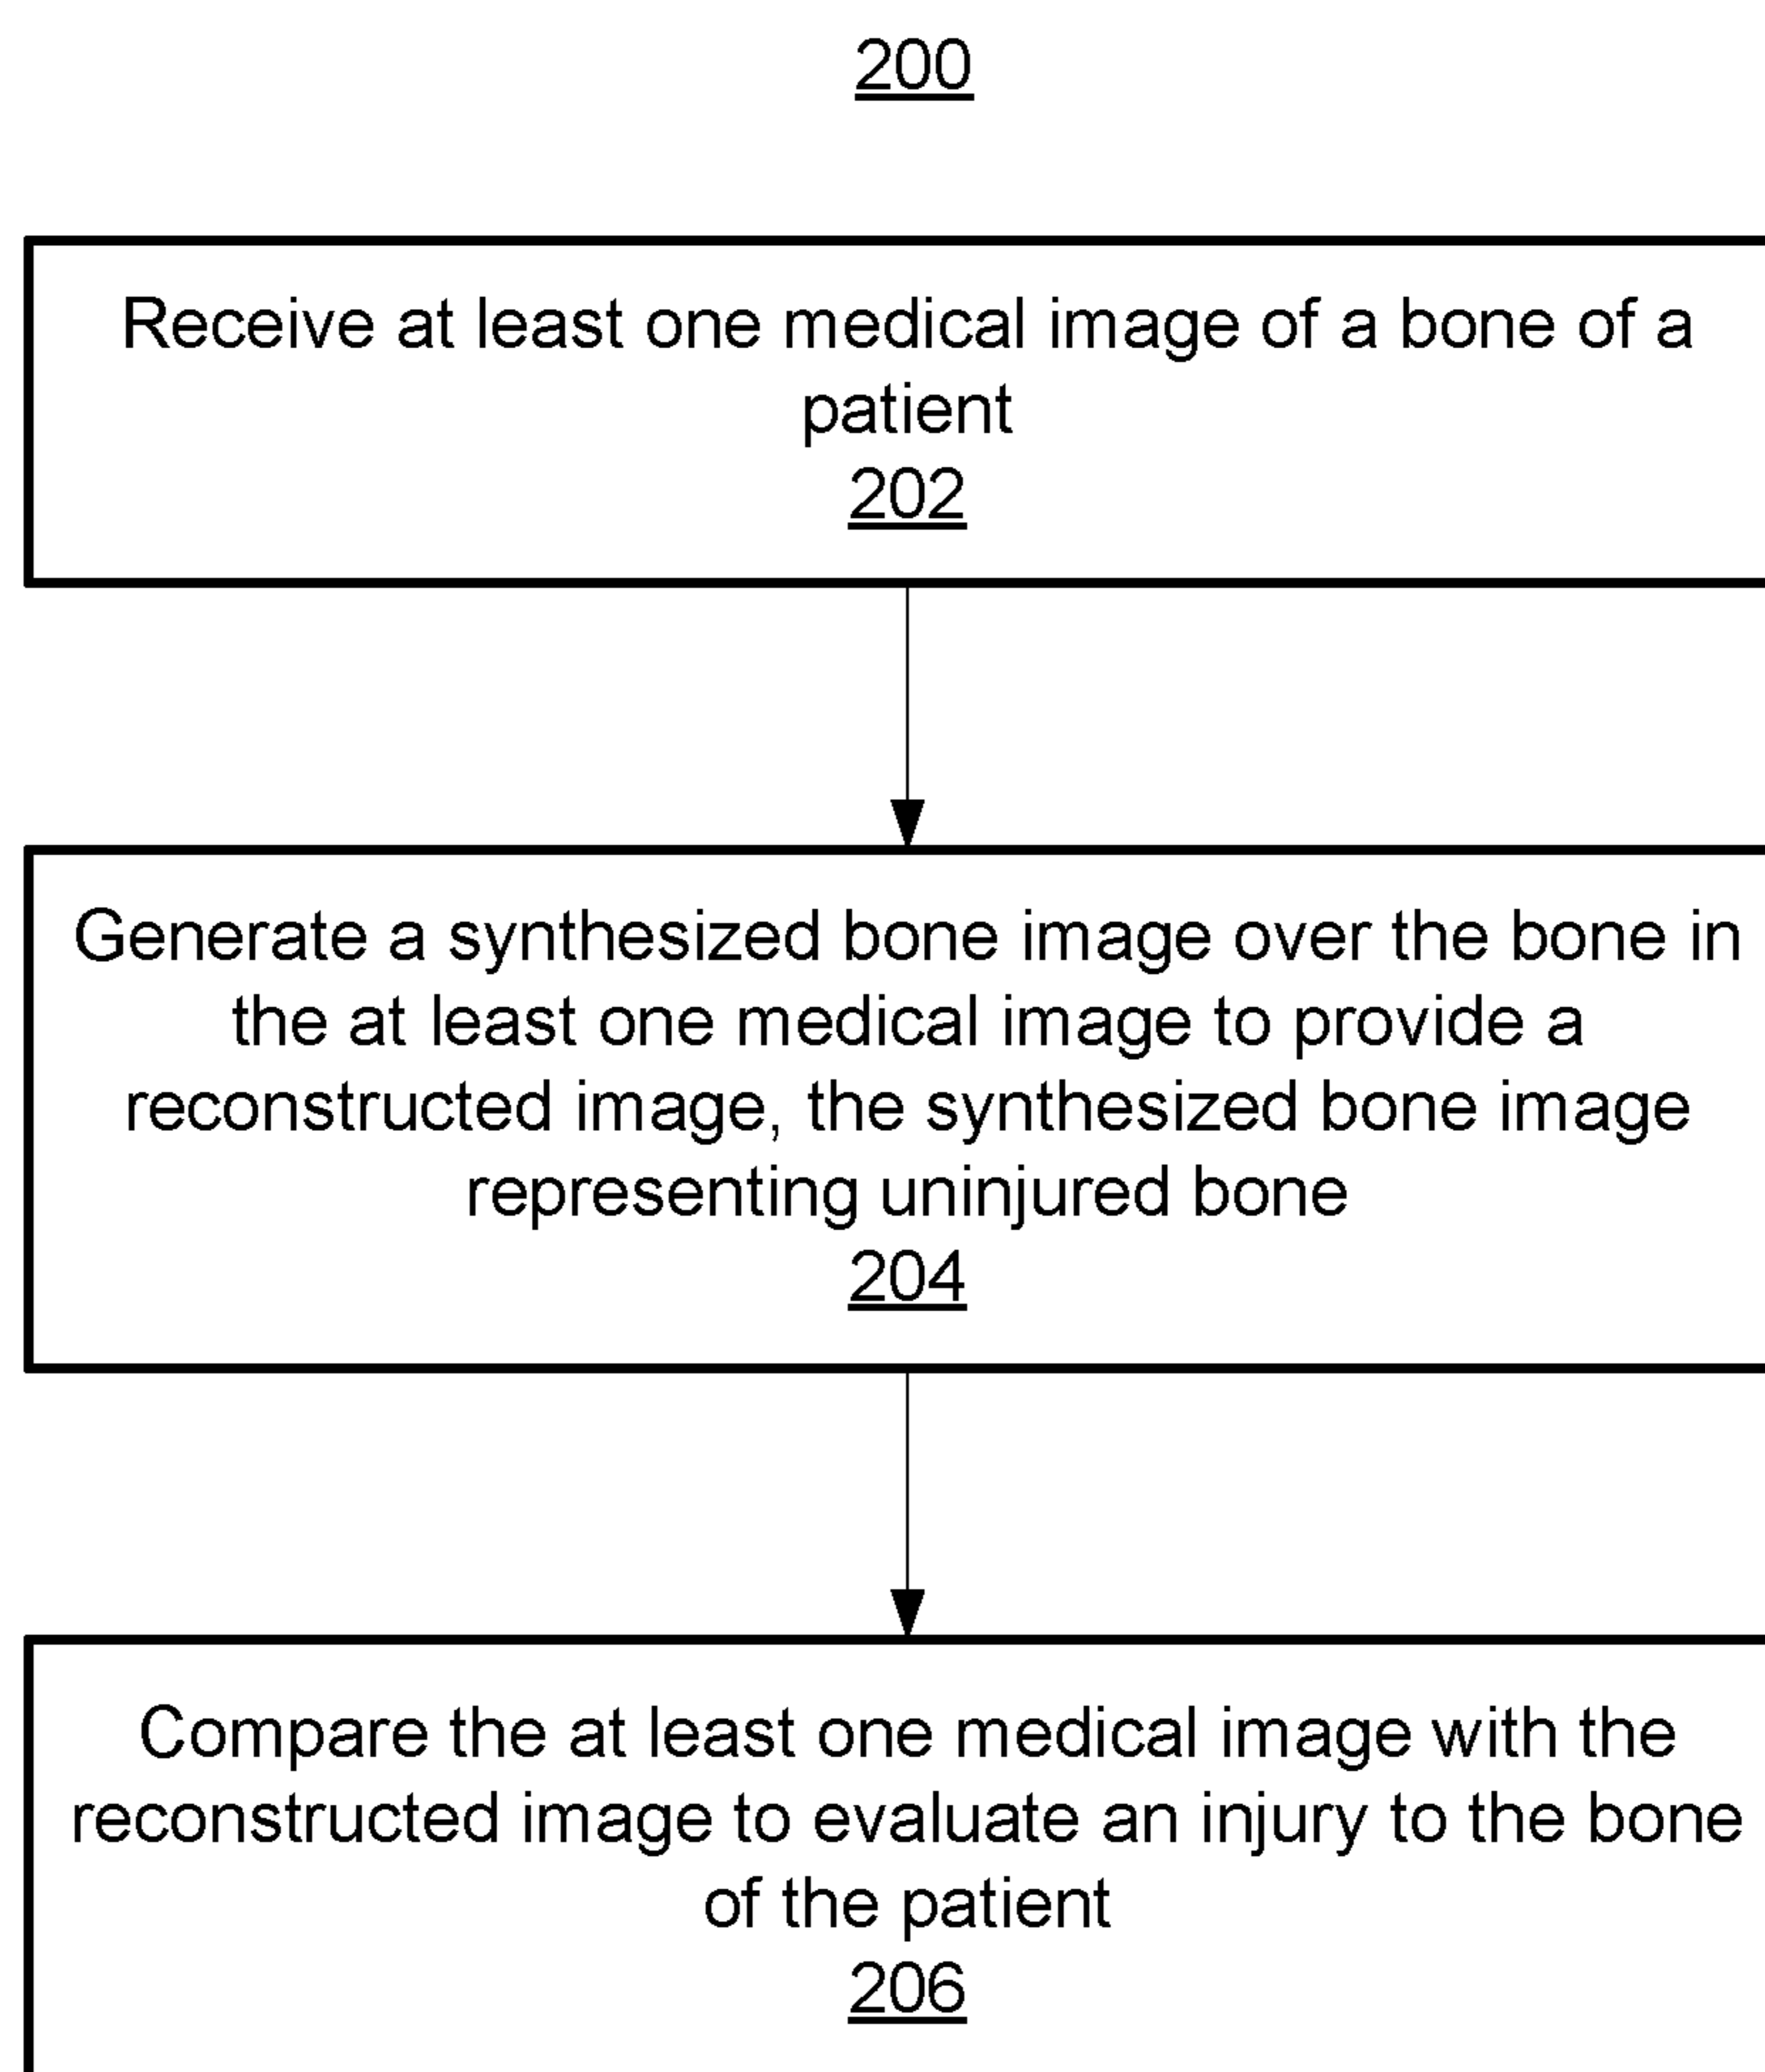 200
Receive at least one medical image of a bone of a
patient
202
Generate a synthesized bone image over the bone in
the at least one medical image to provide a
reconstructed image, the synthesized bone image
representing uninjured bone
204
Compare the at least one medical image with the
reconstructed image to evaluate an injury to the bone
of the patient
206